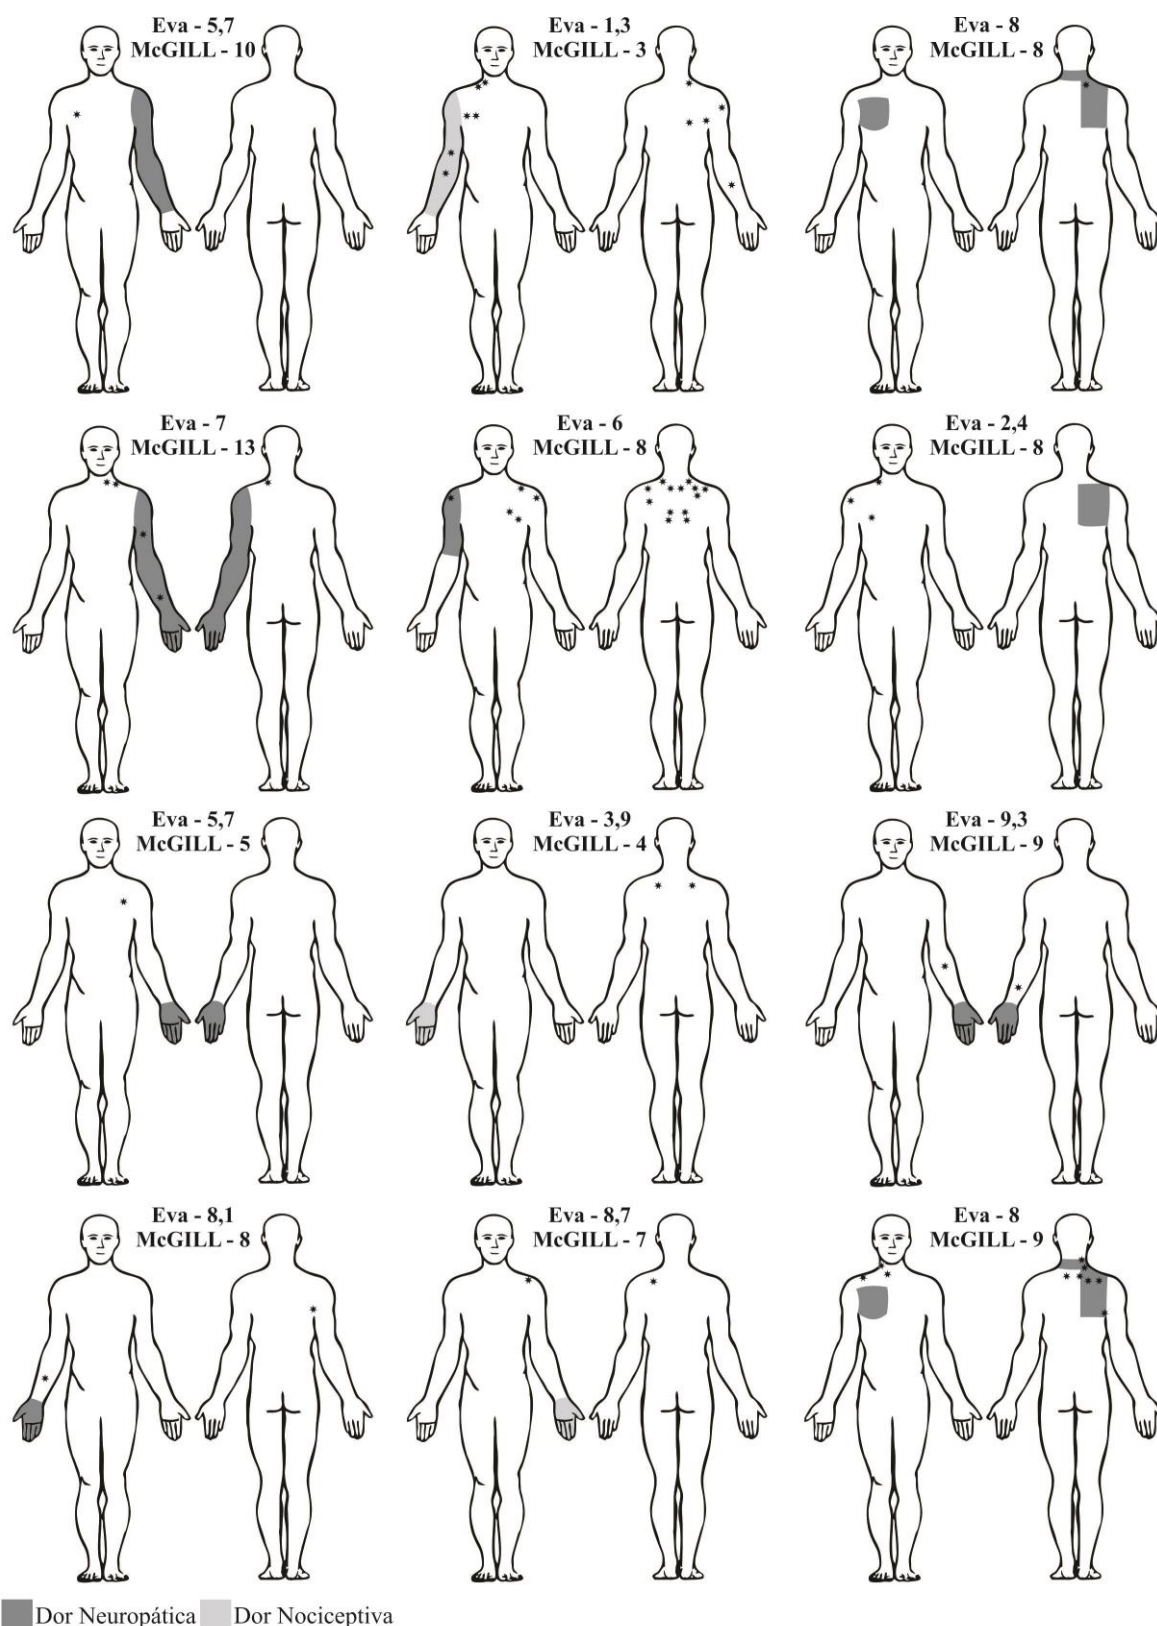 Eva - 5,7
McGILL - 10
Eva - 1,3
McGILL - 3
Eva - 8
McGILL - 8
Eva - 7
McGILL - 13
Eva - 6
McGILL - 8
Eva - 2,4
McGILL - 8
Eva - 5,7
McGILL - 5
Eva - 3,9
McGILL - 4
Eva - 9,3
McGILL - 9
Eva - 8,1
McGILL - 8
Eva - 8,7
McGILL - 7
Eva - 8
McGILL - 9
Dor Neuropática Dor Nociceptiva